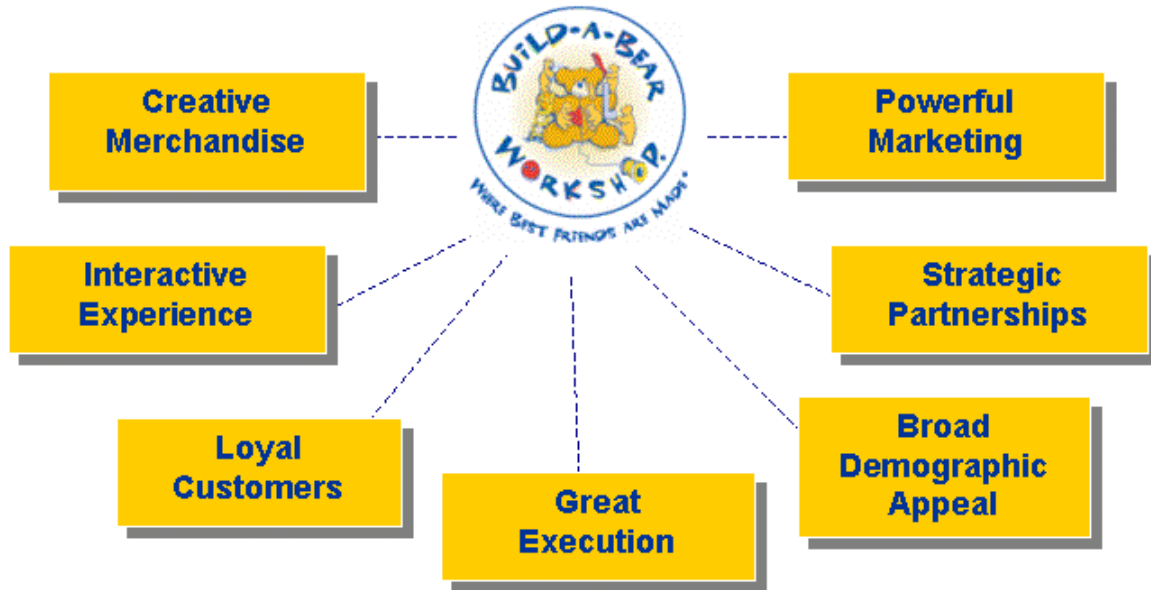 BUILD-A-BEAR
WORKSHOP.
WHERE BEST FRIENDS ARE MADE®
Creative
Merchandise
Powerful
Marketing
Interactive
Experience
Strategic
Partnerships
Loyal
Customers
Great
Execution
Broad
Demographic
Appeal